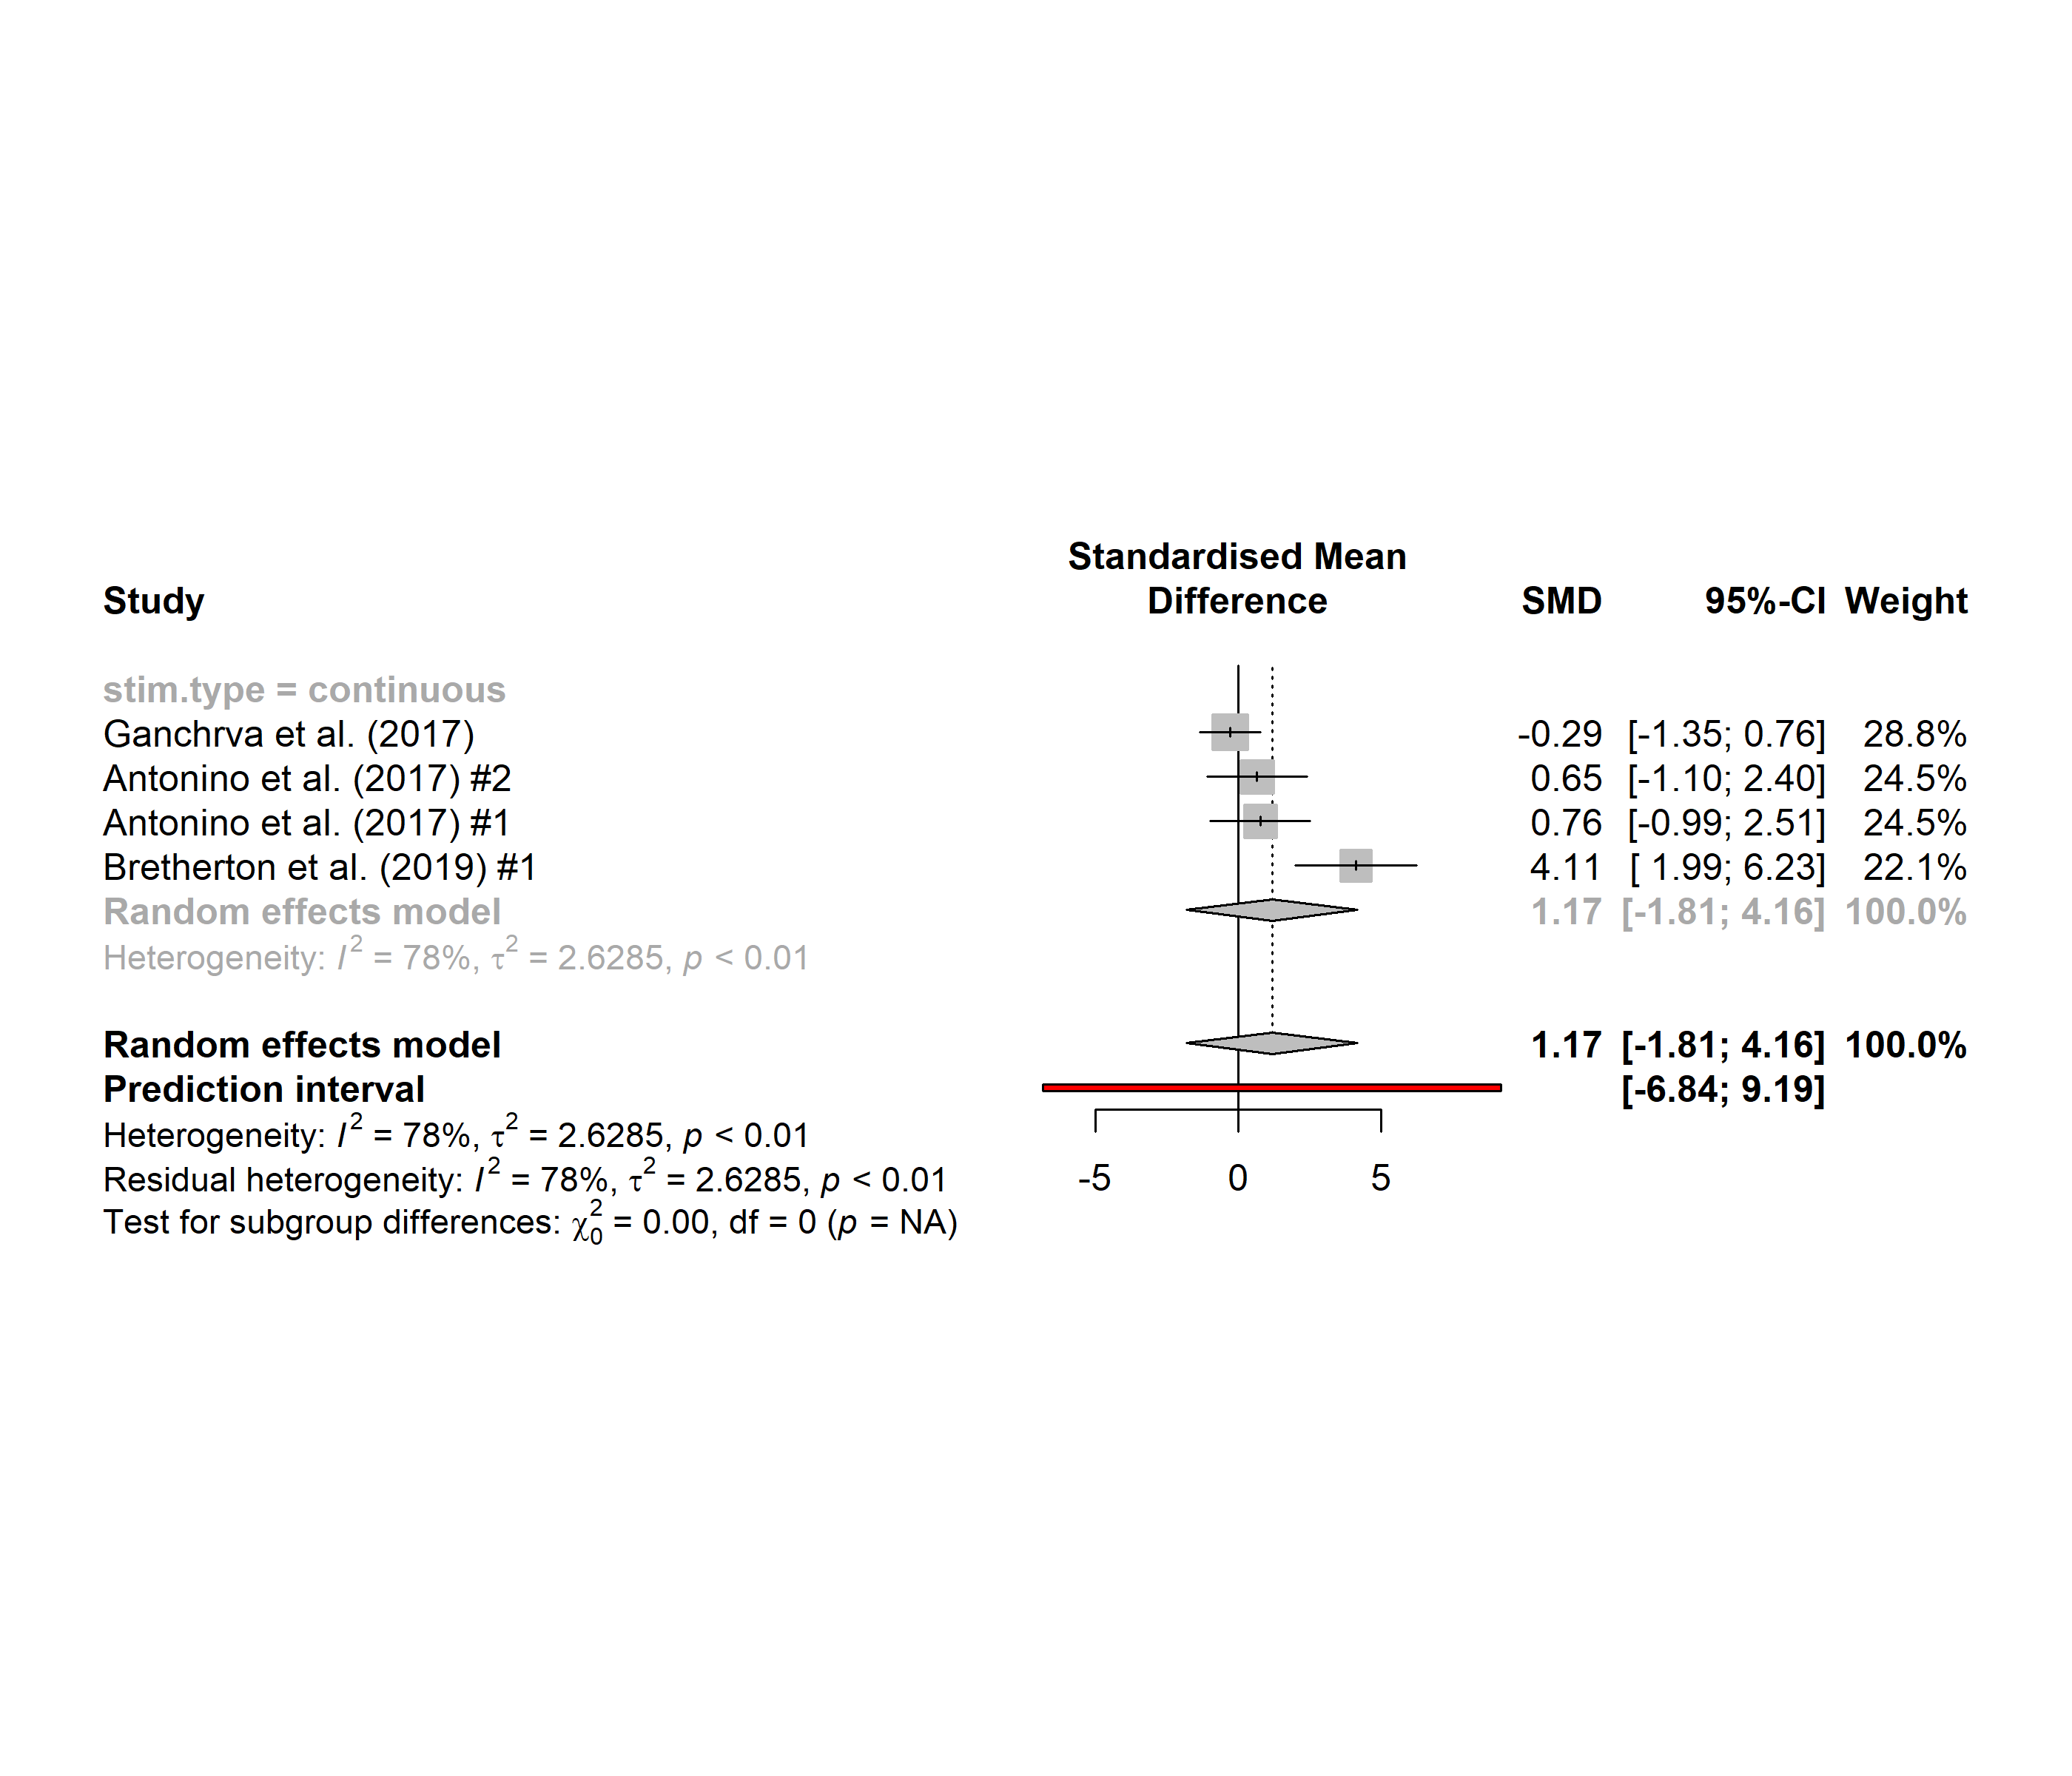 Standardised Mean
Study Difference SMD 95%-CI Weight
stim.type = continuous
Ganchrva et al. (2017) -0.29 [-1.35; 0.76] 28.8%
Antonino et al. (2017) #2 0.65 [-1.10; 2.40] 24.5%
Antonino et al. (2017) #1 0.76 [-0.99; 2.51] 24.5%
Bretherton et al. (2019) #1 4.11 [ 1.99; 6.23] 22.1%
Random effects model 1.17 [-1.81; 4.16] 100.0%
Heterogeneity: I² = 78%, τ² = 2.6285, p < 0.01
Random effects model 1.17 [-1.81; 4.16] 100.0%
Prediction interval [-6.84; 9.19]
Heterogeneity: I² = 78%, τ² = 2.6285, p < 0.01
Residual heterogeneity: I² = 78%, τ² = 2.6285, p < 0.01
-5 0 5
Test for subgroup differences: χ²₀ = 0.00, df = 0 (p = NA)